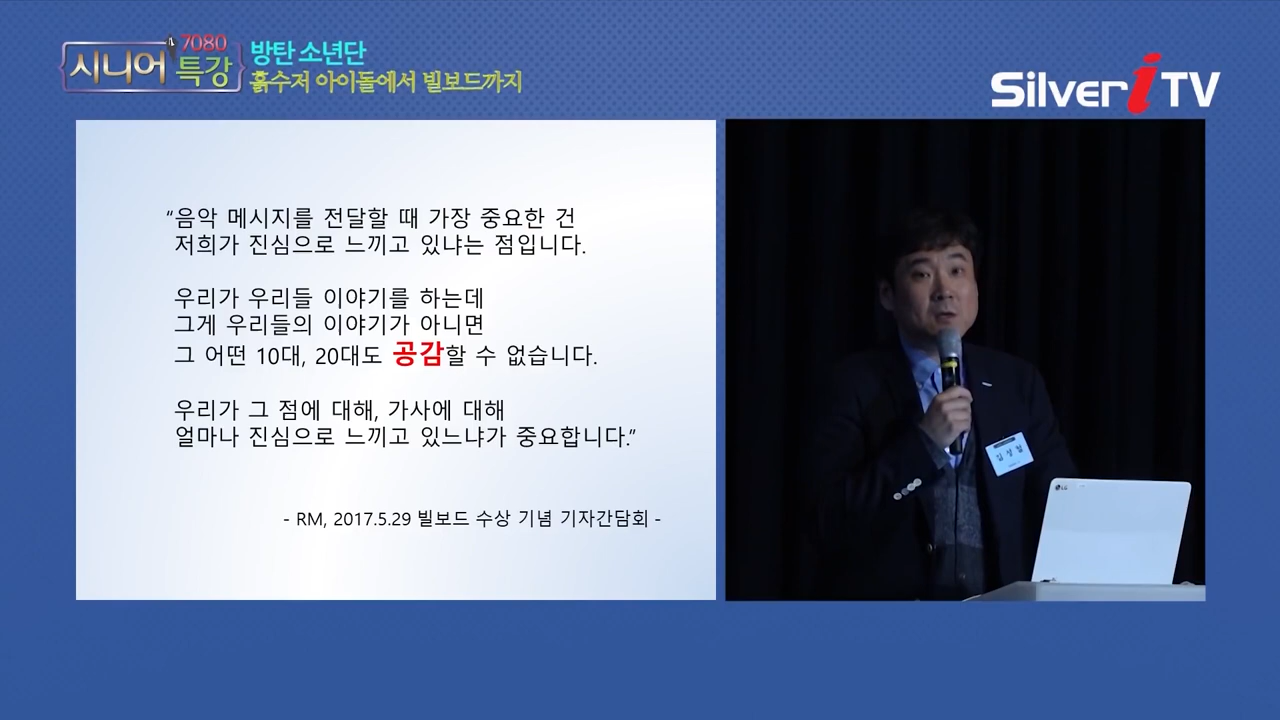 시니어
7080
특강
방탄 소년단
흙수저 아이돌에서 빌보드까지
Silver i TV
“음악 메시지를 전달할 때 가장 중요한 건
저희가 진심으로 느끼고 있냐는 점입니다.
우리가 우리들 이야기를 하는데
그게 우리들의 이야기가 아니면
그 어떤 10대, 20대도 공감할 수 없습니다.
우리가 그 점에 대해, 가사에 대해
얼마나 진심으로 느끼고 있느냐가 중요합니다.”
- RM, 2017.5.29 빌보드 수상 기념 기자간담회 -
김성철
LG